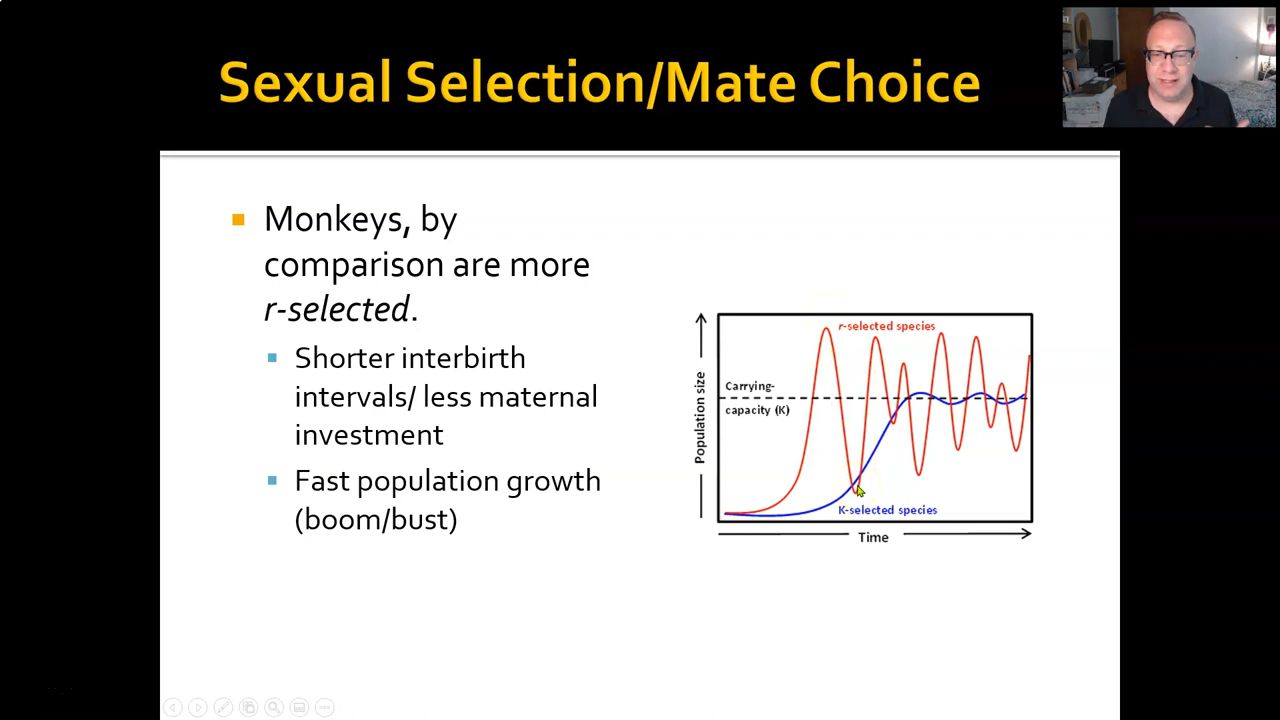 Sexual Selection/Mate Choice
Monkeys, by
comparison are more
r-selected.
Shorter interbirth
intervals/ less maternal
investment
Fast population growth
(boom/bust)
r-selected species
Carrying-
capacity (K)
Population size
K-selected species
Time